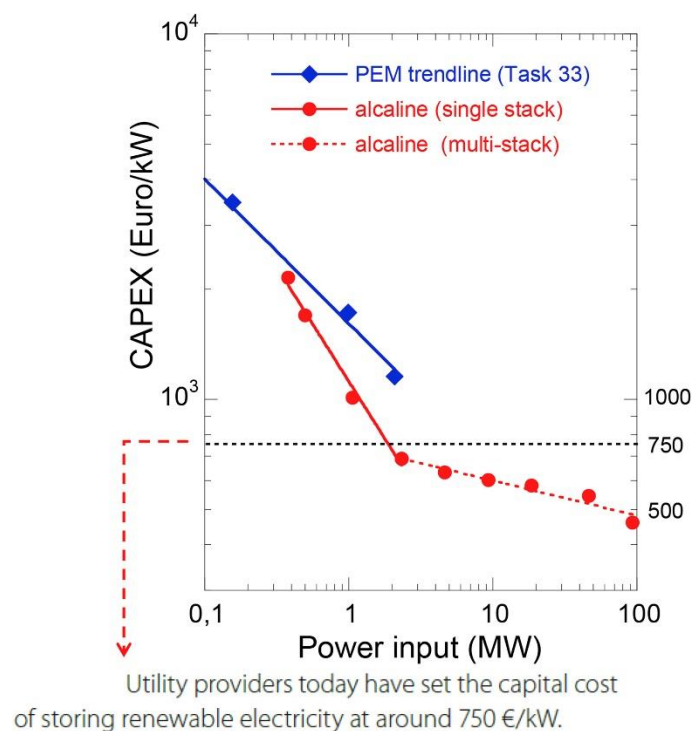 10⁴
PEM trendline (Task 33)
alcaline (single stack)
alcaline (multi-stack)
CAPEX (Euro/kW)
10³
1000
750
500
0,1 1 10 100
Power input (MW)
Utility providers today have set the capital cost
of storing renewable electricity at around 750 €/kW.